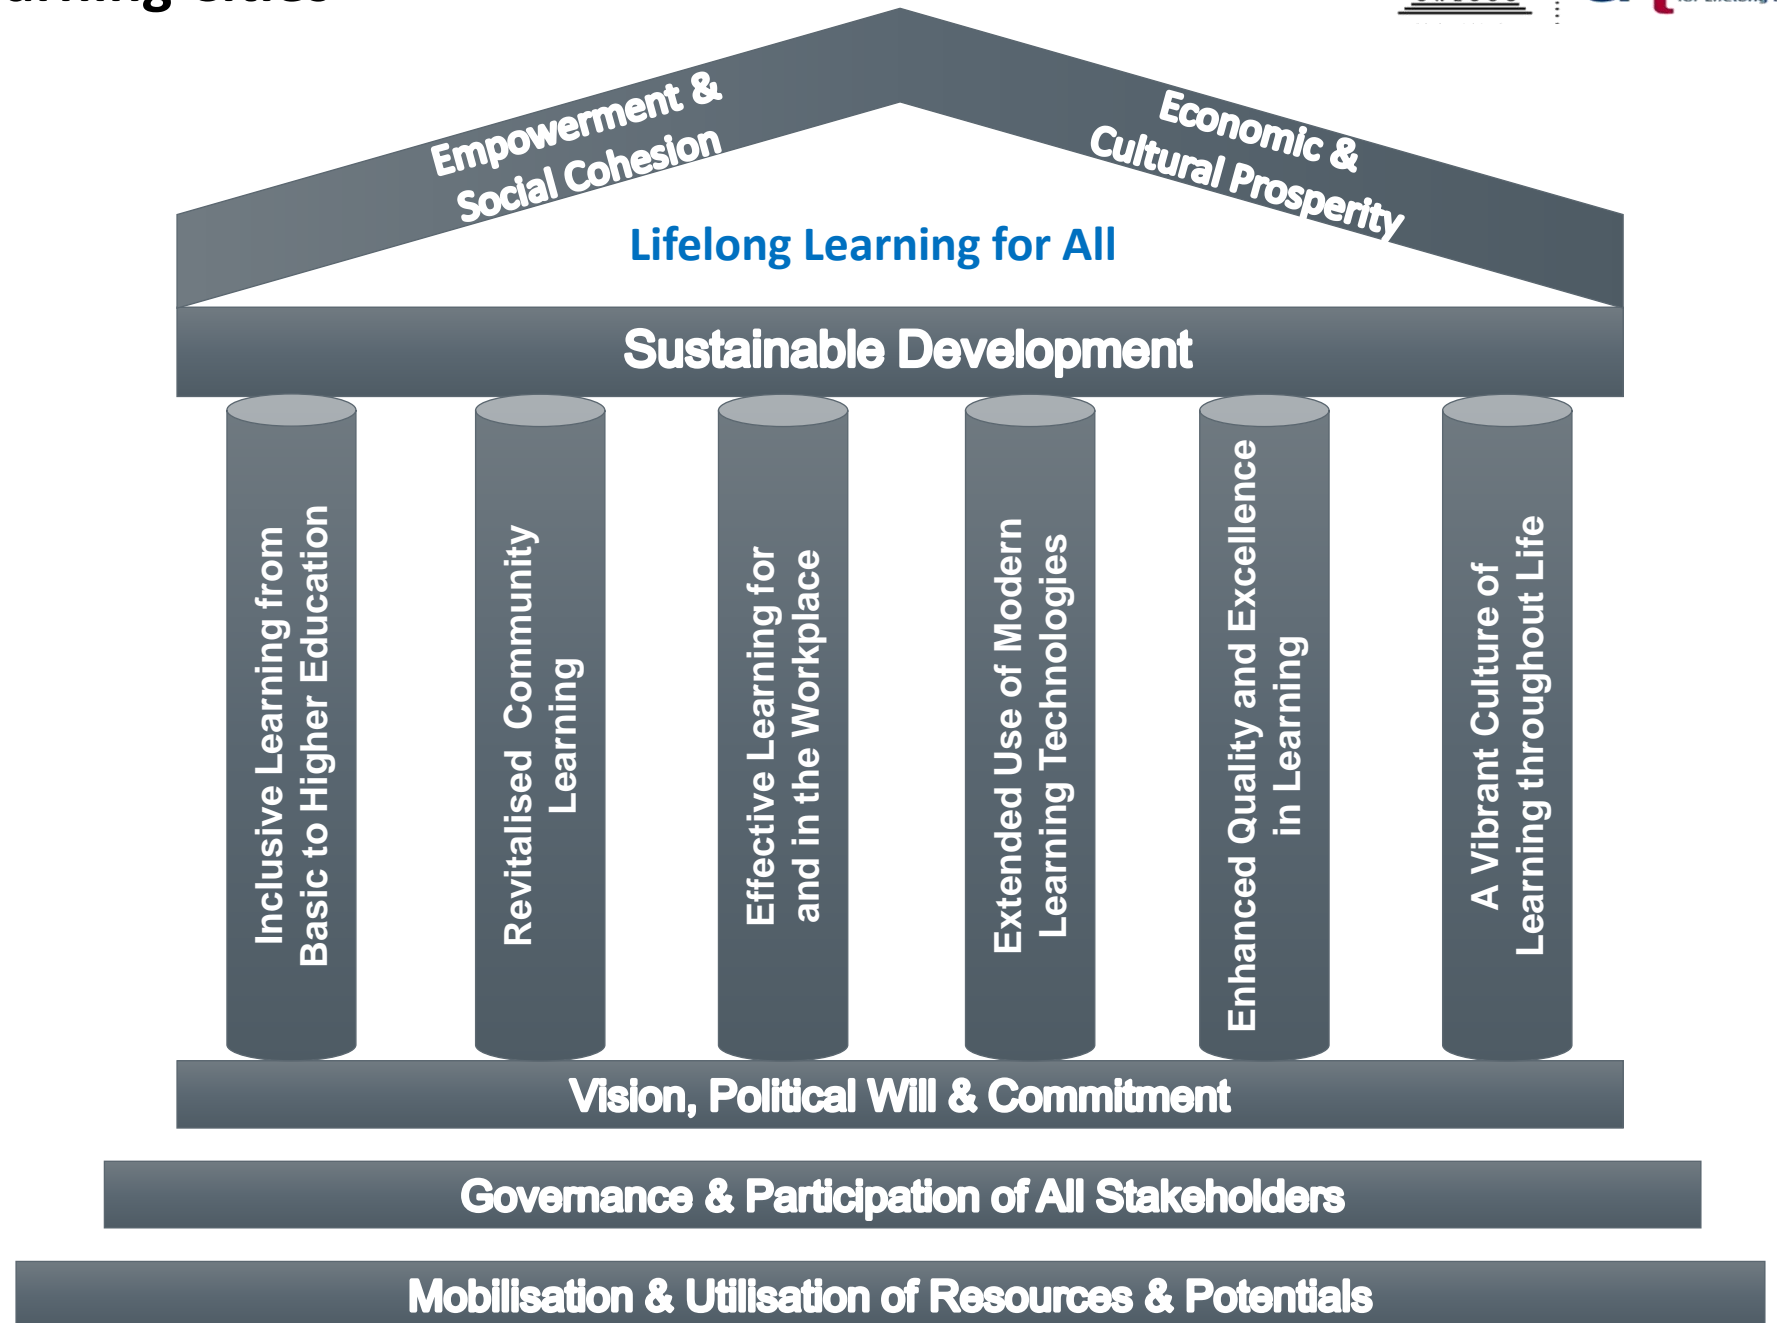 Cities
Empowerment &
Social Cohesion
Economic &
Cultural Prosperity
Lifelong Learning for All
Sustainable Development
Inclusive Learning from
Basic to Higher Education
Revitalised Community
Learning
Effective Learning for
and in the Workplace
Extended Use of Modern
Learning Technologies
Enhanced Quality and Excellence
in Learning
A Vibrant Culture of
Learning throughout Life
Vision, Political Will & Commitment
Governance & Participation of All Stakeholders
Mobilisation & Utilisation of Resources & Potentials